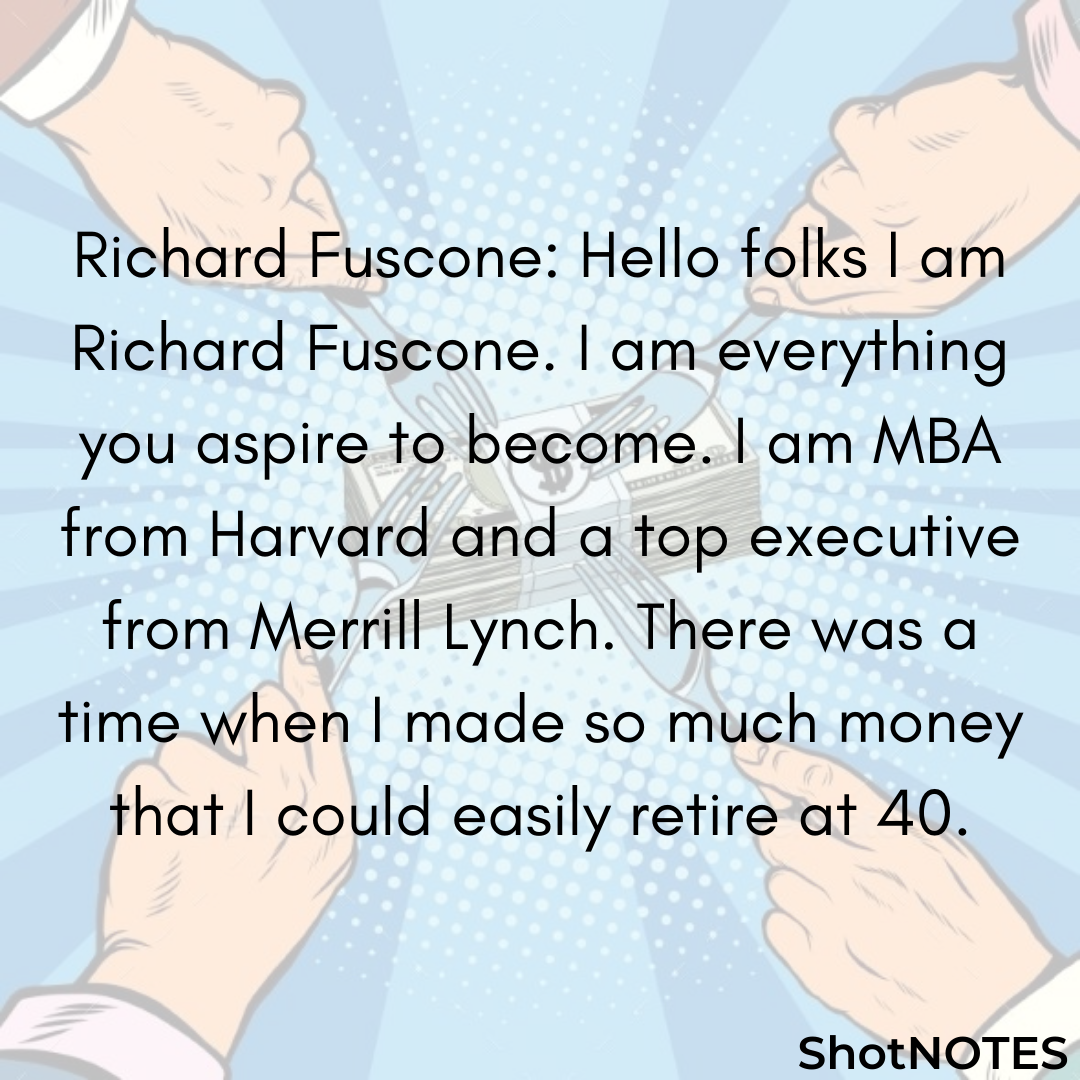 Richard Fuscone: Hello folks I am
Richard Fuscone. I am everything
you aspire to become. I am MBA
from Harvard and a top executive
from Merrill Lynch. There was a
time when I made so much money
that I could easily retire at 40.
ShotNOTES